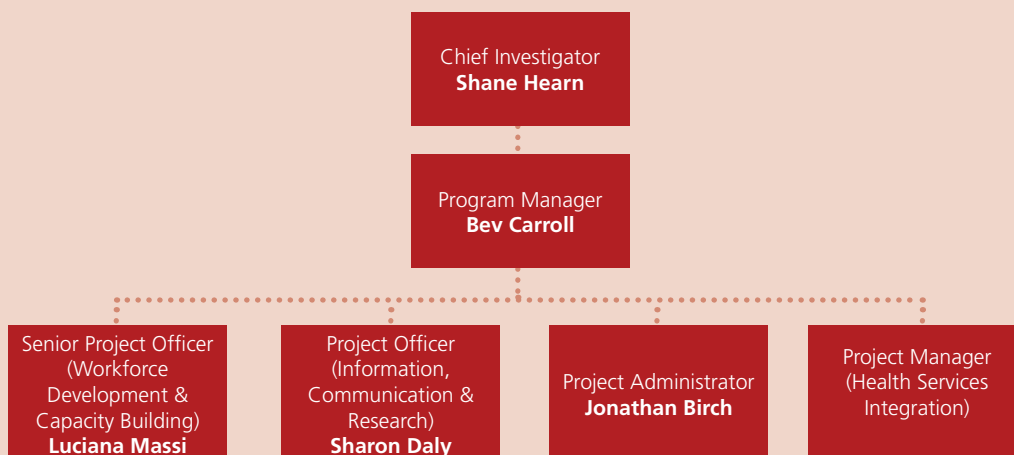 Chief Investigator
Shane Hearn
Program Manager
Bev Carroll
Senior Project Officer
(Workforce
Development &
Capacity Building)
Luciana Massi
Project Officer
(Information,
Communication &
Research)
Sharon Daly
Project Administrator
Jonathan Birch
Project Manager
(Health Services
Integration)